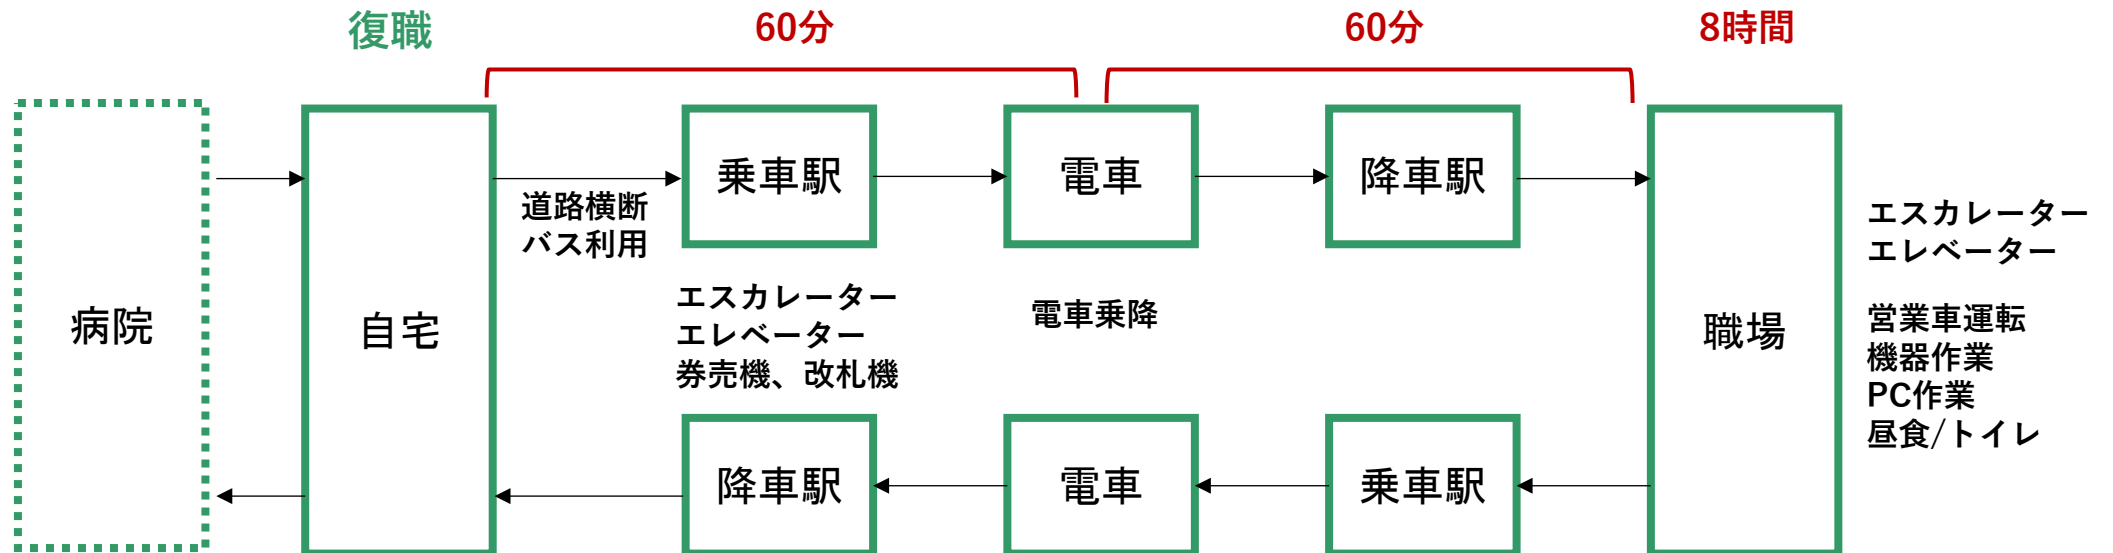 復職
60分
60分
8時間
病院
自宅
道路横断
バス利用
乗車駅
電車
降車駅
職場
エスカレーター
エレベーター
券売機、改札機
電車乗降
エスカレーター
エレベーター
営業車運転
機器作業
PC作業
昼食/トイレ
降車駅
電車
乗車駅